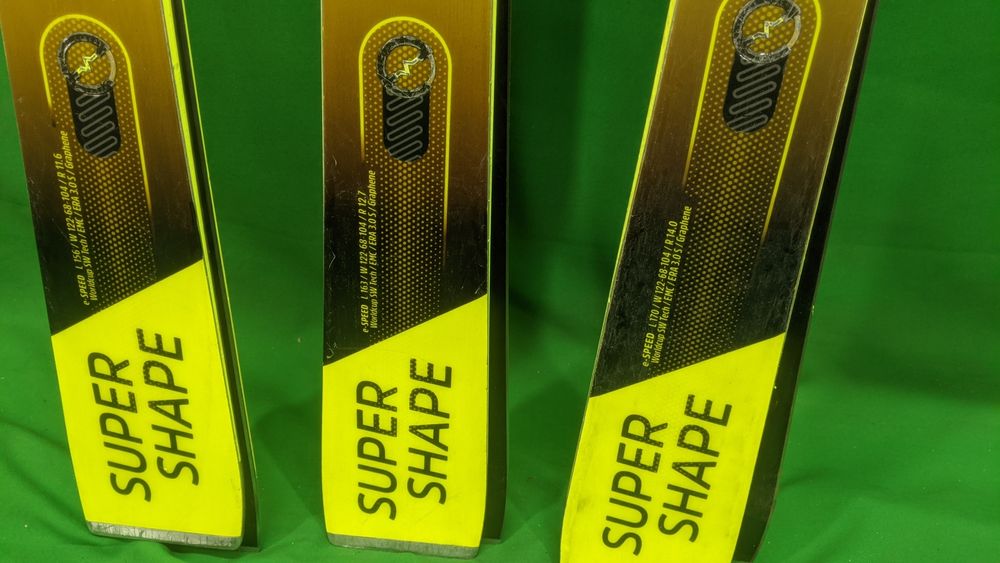 e-SPEED L 156 / W 122-68-104 / R 11.6
Worldcup SW Tech / EMC / ERA 3.0 S / Graphene
SUPER
SHAPE
e-SPEED L 163 / W 122-68-104 / R 12.7
Worldcup SW Tech / EMC / ERA 3.0 S / Graphene
SUPER
SHAPE
e-SPEED L 170 / W 122-68-104 / R 14.0
Worldcup SW Tech / EMC / ERA 3.0 S / Graphene
SUPER
SHAPE